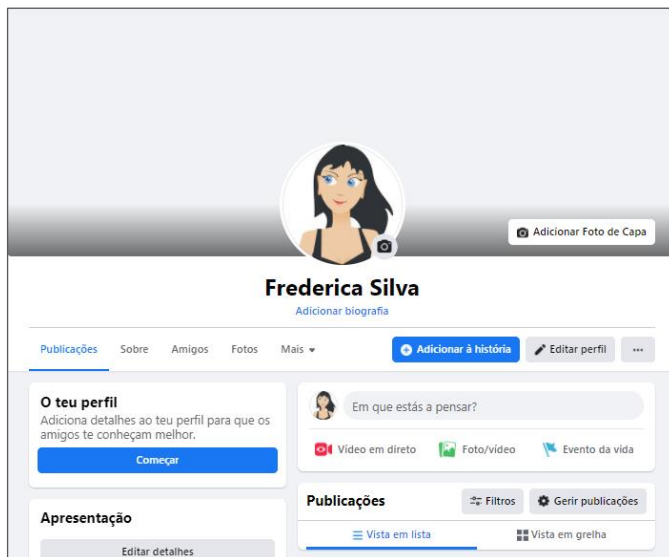 Adicionar Foto de Capa
Frederica Silva
Adicionar biografia
Publicações Sobre Amigos Fotos Mais
Adicionar à história Editar perfil ...
O teu perfil
Adiciona detalhes ao teu perfil para que os
amigos te conheçam melhor.
Começar
Apresentação
Editar detalhes
Em que estás a pensar?
Vídeo em direto Foto/vídeo Evento da vida
Publicações Filtros Gerir publicações
Vista em lista Vista em grelha